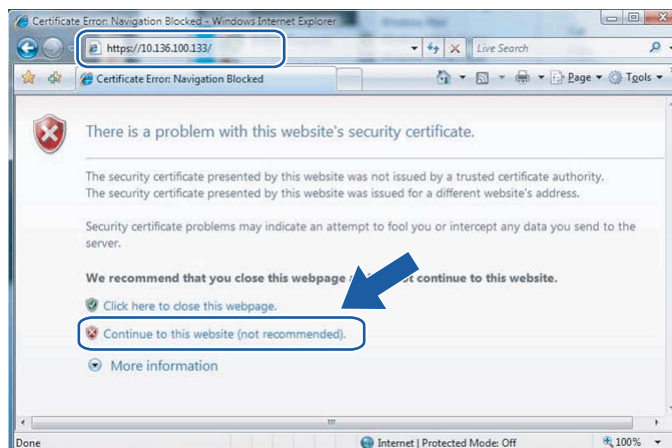 Certificate Error: Navigation Blocked - Windows Internet Explorer
https://10.136.100.133/
Live Search
Certificate Error: Navigation Blocked
Page
Tools
There is a problem with this website's security certificate.
The security certificate presented by this website was not issued by a trusted certificate authority.
The security certificate presented by this website was issued for a different website's address.
Security certificate problems may indicate an attempt to fool you or intercept any data you send to the
server.
We recommend that you close this webpage continue to this website.
Click here to close this webpage.
Continue to this website (not recommended).
More information
Done
Internet | Protected Mode: Off
100%